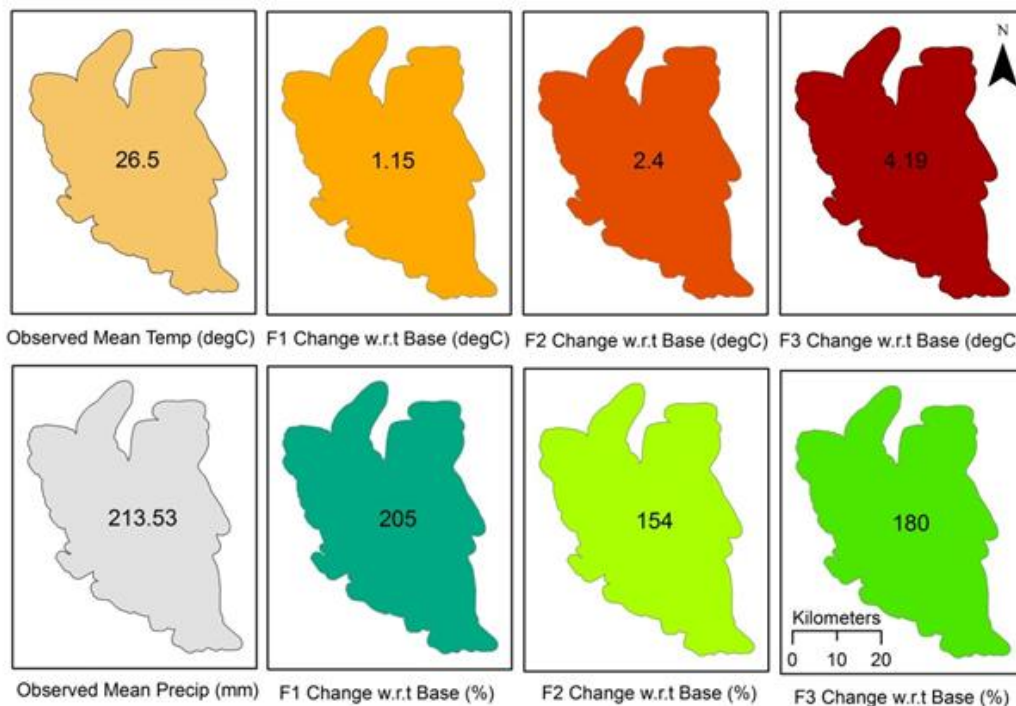 26.5
1.15
2.4
4.19
N
Observed Mean Temp (degC)
F1 Change w.r.t Base (degC)
F2 Change w.r.t Base (degC)
F3 Change w.r.t Base (degC
213.53
205
154
180
Kilometers
0 10 20
Observed Mean Precip (mm)
F1 Change w.r.t Base (%)
F2 Change w.r.t Base (%)
F3 Change w.r.t Base (%)